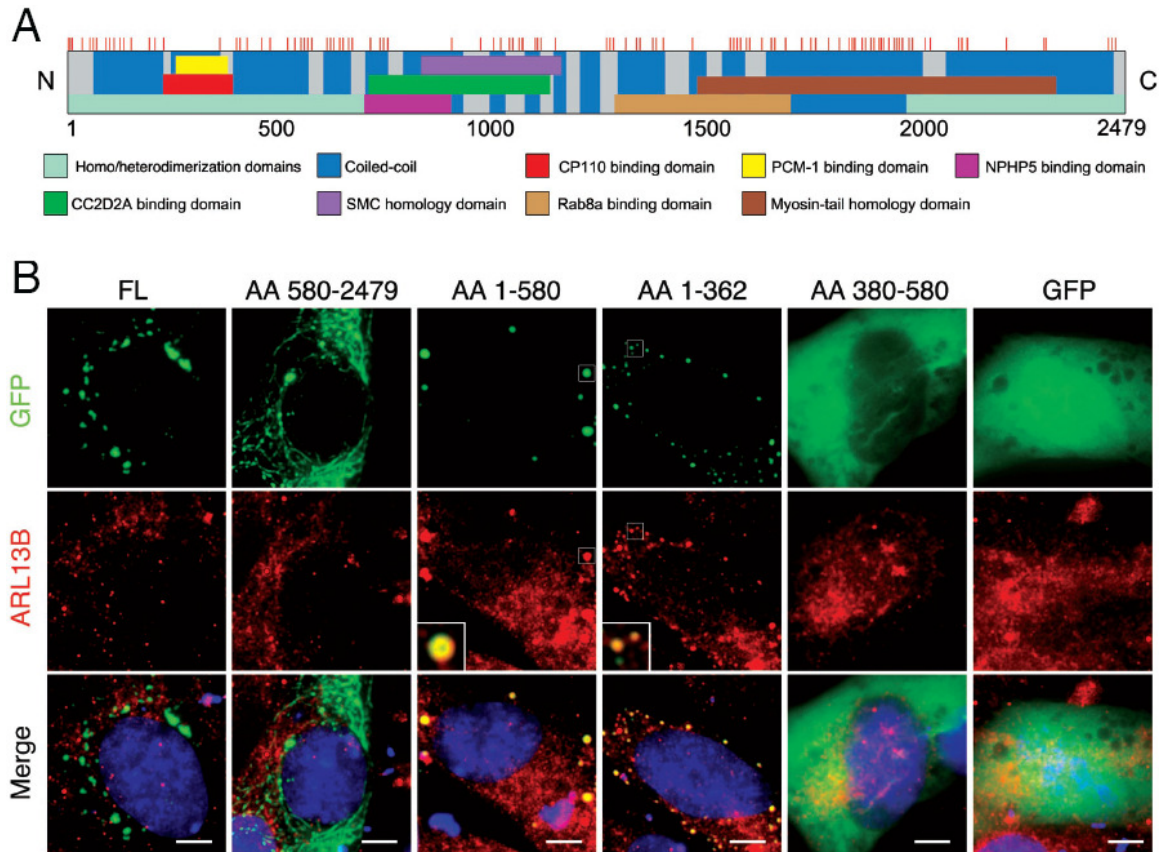 A
N
C
1 500 1000 1500 2000 2479
Homo/heterodimerization domains Coiled-coil CP110 binding domain PCM-1 binding domain NPHP5 binding domain
CC2D2A binding domain SMC homology domain Rab8a binding domain Myosin-tail homology domain
B
FL AA 580-2479 AA 1-580 AA 1-362 AA 380-580 GFP
GFP
ARL13B
Merge